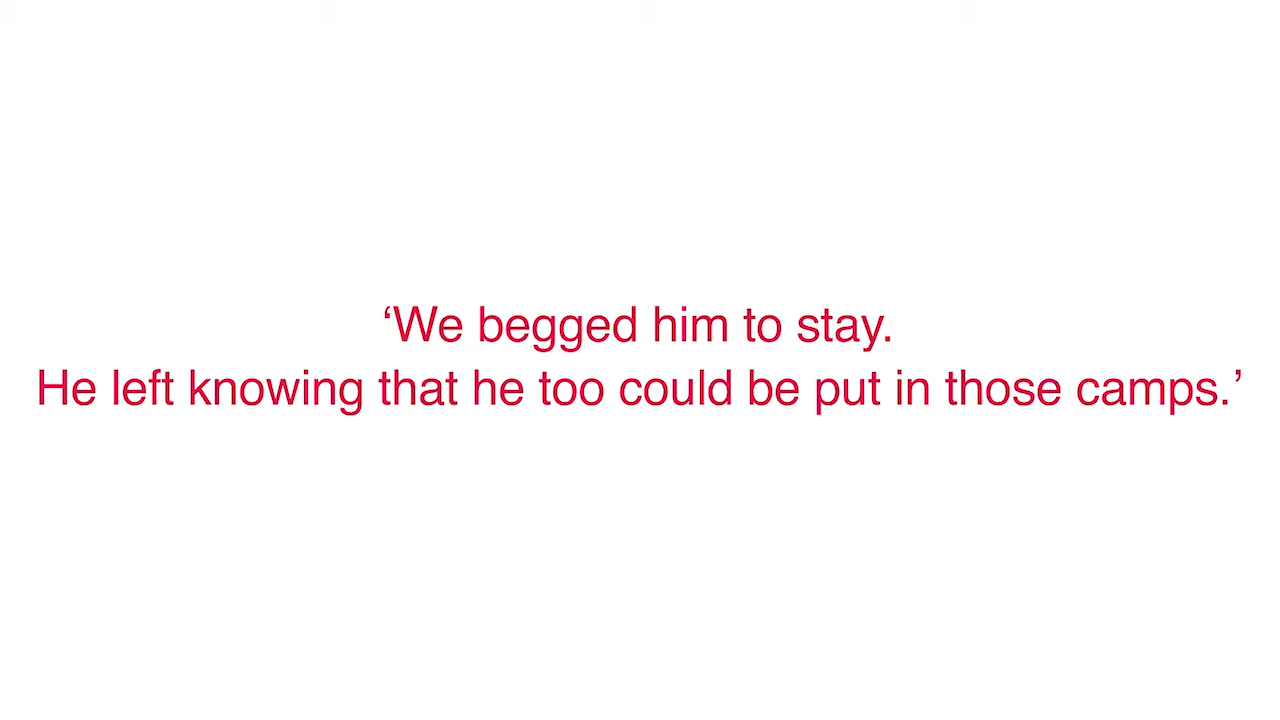 ‘We begged him to stay.
He left knowing that he too could be put in those camps.’